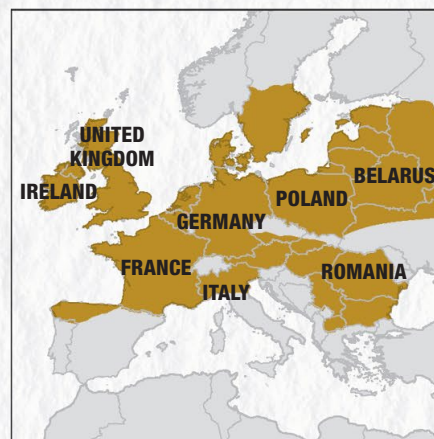 UNITED
KINGDOM
IRELAND
BELARUS
POLAND
GERMANY
FRANCE
ROMANIA
ITALY